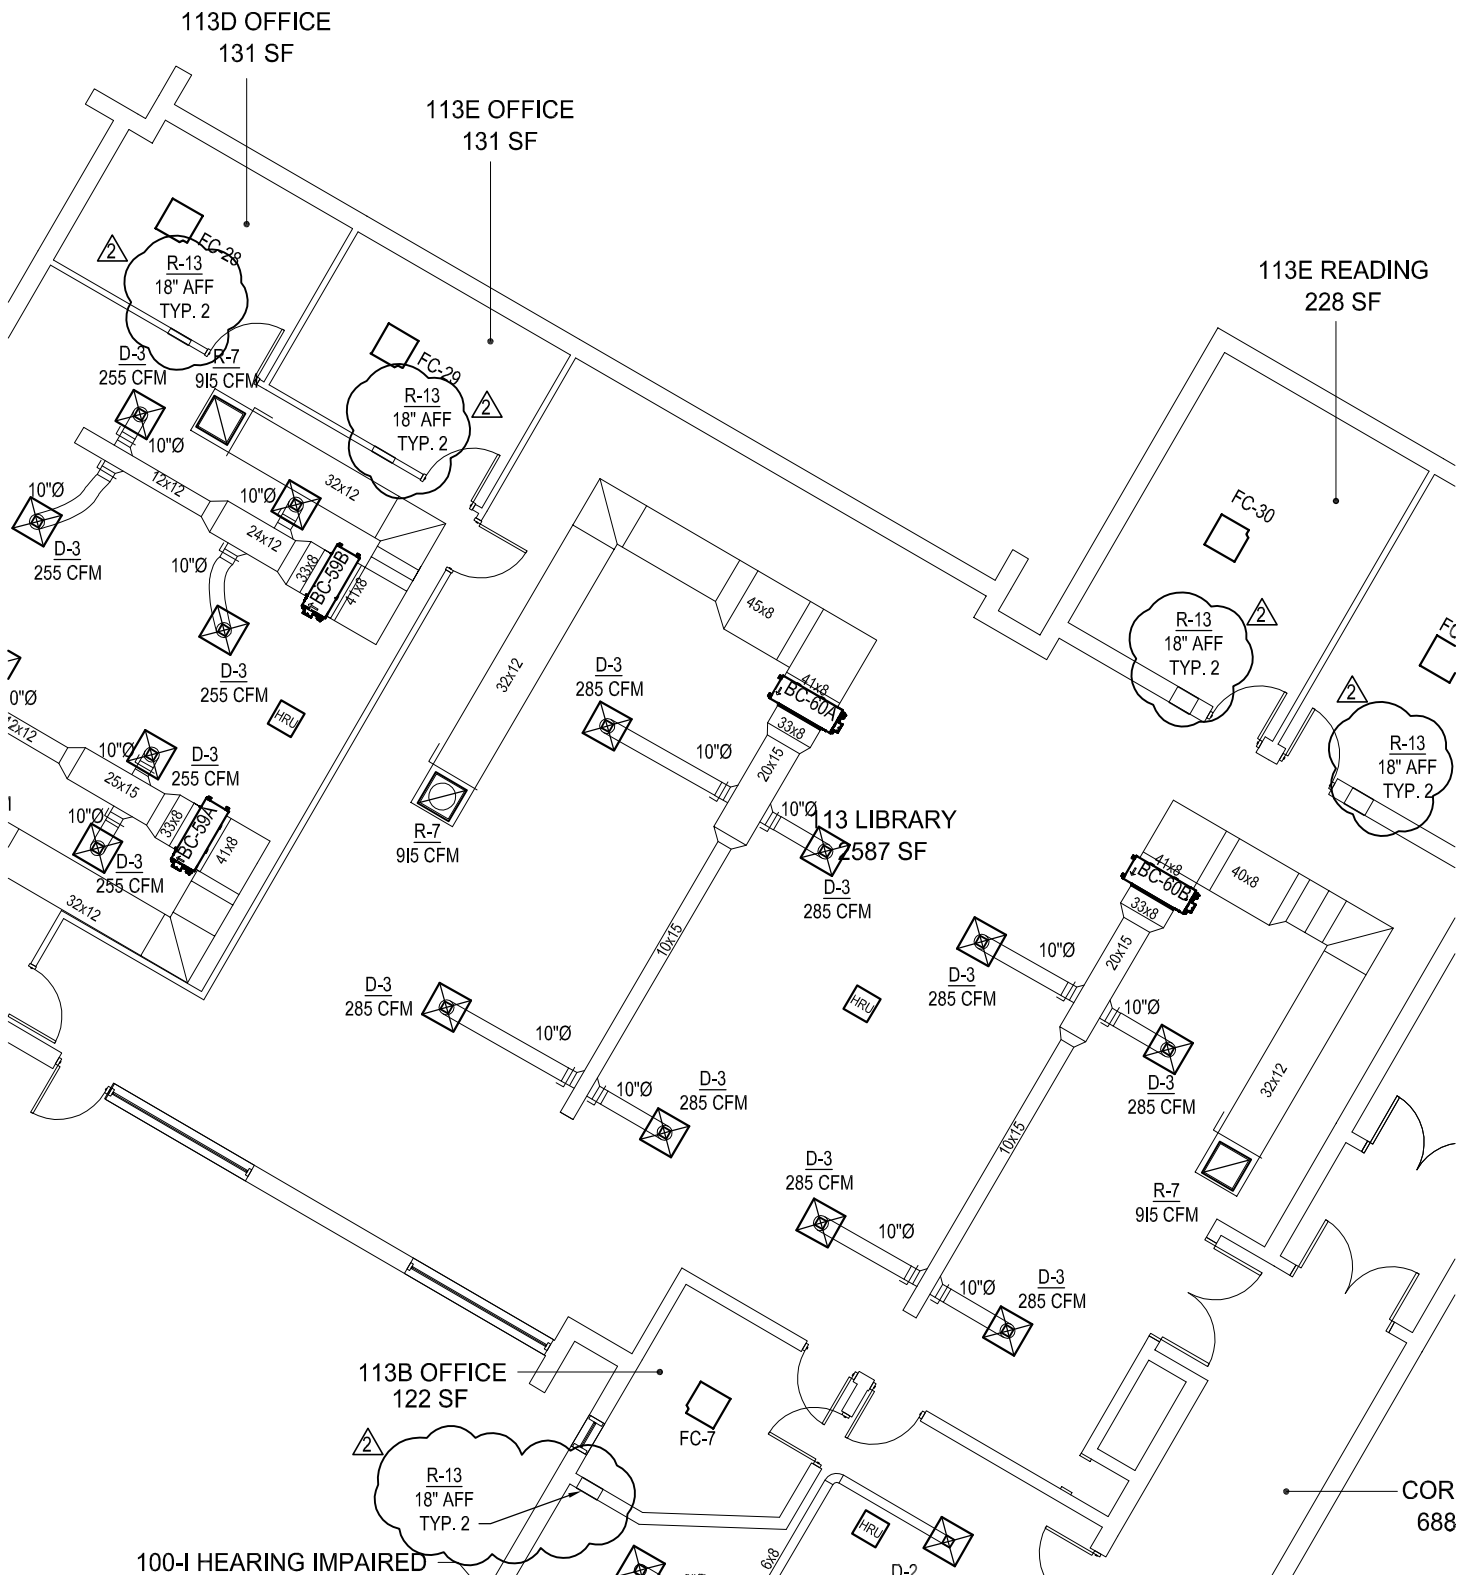 113D OFFICE
131 SF
113E OFFICE
131 SF
113E READING
228 SF
FC-28
2
R-13
18" AFF
TYP. 2
FC-29
R-13
18" AFF
TYP. 2
2
D-3
255 CFM
R-7
915 CFM
10"Ø
12x12
10"Ø
32x12
10"Ø
D-3
255 CFM
24x12
10"Ø
33x8
BC-59B
41x8
D-3
255 CFM
HRU
FC-30
R-13
18" AFF
TYP. 2
2
2
R-13
18" AFF
TYP. 2
45x8
32x12
D-3
285 CFM
41x8
BC-60A
33x8
20x15
10"Ø
10"Ø
113 LIBRARY
2587 SF
D-3
285 CFM
R-7
915 CFM
0"Ø
12x12
10"Ø
D-3
255 CFM
25x15
10"Ø
33x8
BC-59A
41x8
D-3
255 CFM
32x12
10x15
41x8
BC-60B
40x8
33x8
20x15
10"Ø
D-3
285 CFM
D-3
285 CFM
10"Ø
HRU
10"Ø
D-3
285 CFM
32x12
10"Ø
D-3
285 CFM
10x15
D-3
285 CFM
R-7
915 CFM
10"Ø
10"Ø
D-3
285 CFM
113B OFFICE
122 SF
FC-7
2
R-13
18" AFF
TYP. 2
COR
688
HRU
6x8
D-2
100-I HEARING IMPAIRED